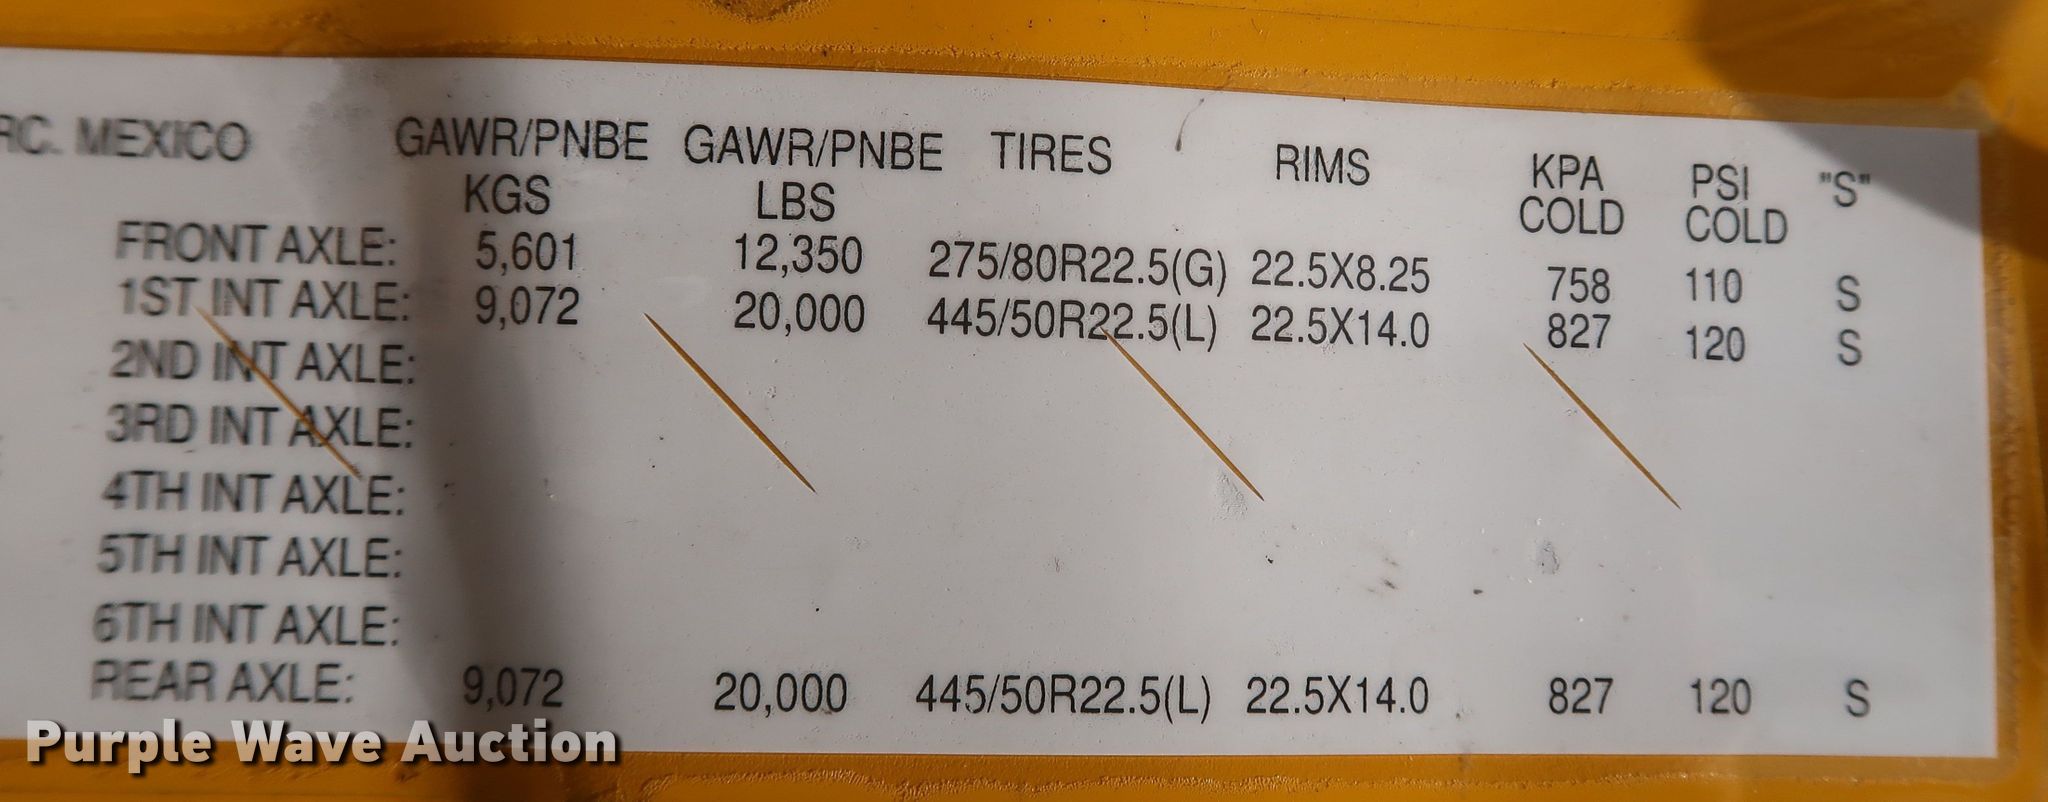 RC. MEXICO GAWR/PNBE GAWR/PNBE TIRES RIMS KPA PSI "S"
KGS LBS COLD COLD
FRONT AXLE: 5,601 12,350 275/80R22.5(G) 22.5X8.25 758 110 S
1ST INT AXLE: 9,072 20,000 445/50R22.5(L) 22.5X14.0 827 120 S
2ND INT AXLE:
3RD INT AXLE:
4TH INT AXLE:
5TH INT AXLE:
6TH INT AXLE:
REAR AXLE: 9,072 20,000 445/50R22.5(L) 22.5X14.0 827 120 S
Purple Wave Auction